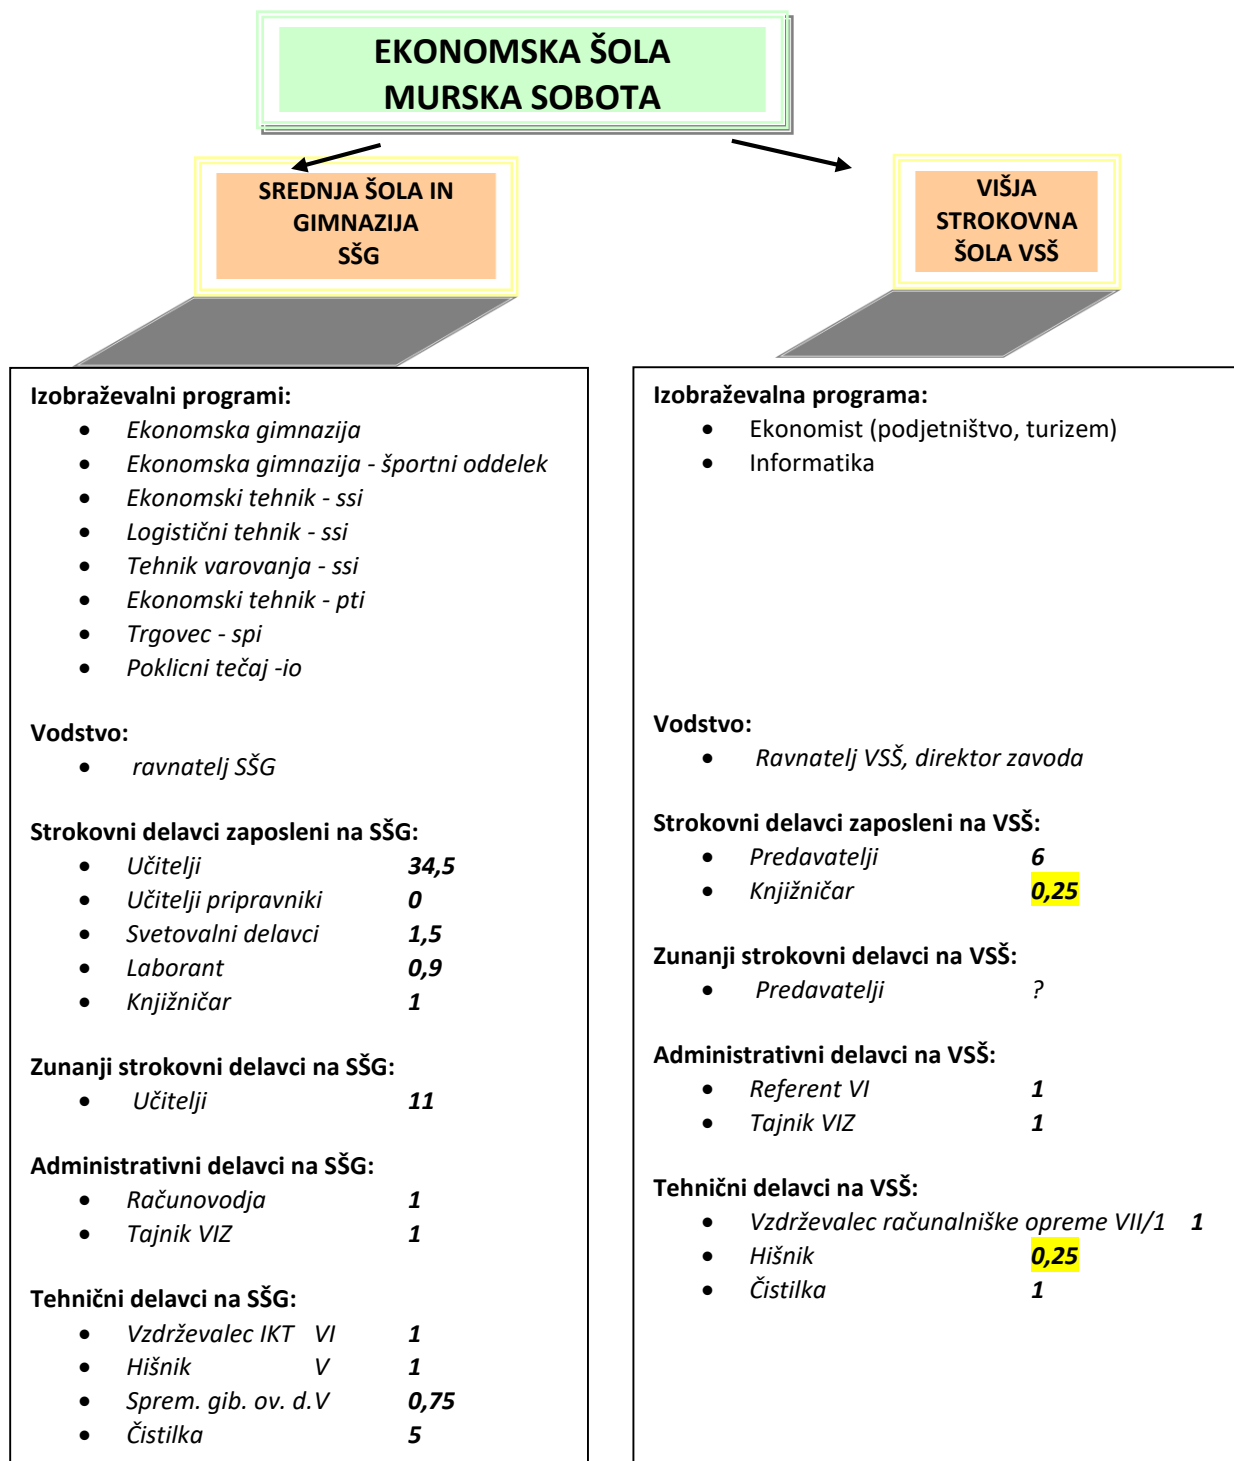 EKONOMSKA ŠOLA
MURSKA SOBOTA
SREDNJA ŠOLA IN
GIMNAZIJA
SŠG
VIŠJA
STROKOVNA
ŠOLA VSŠ
Izobraževalni programi:
• Ekonomska gimnazija
• Ekonomska gimnazija - športni oddelek
• Ekonomski tehnik - ssi
• Logistični tehnik - ssi
• Tehnik varovanja - ssi
• Ekonomski tehnik - pti
• Trgovec - spi
• Poklicni tečaj -io
Vodstvo:
• ravnatelj SŠG
Strokovni delavci zaposleni na SŠG:
• Učitelji 34,5
• Učitelji pripravniki 0
• Svetovalni delavci 1,5
• Laborant 0,9
• Knjižničar 1
Zunanji strokovni delavci na SŠG:
• Učitelji 11
Administrativni delavci na SŠG:
• Računovodja 1
• Tajnik VIZ 1
Tehnični delavci na SŠG:
• Vzdrževalec IKT VI 1
• Hišnik V 1
• Sprem. gib. ov. d.V 0,75
• Čistilka 5
Izobraževalna programa:
• Ekonomist (podjetništvo, turizem)
• Informatika
Vodstvo:
• Ravnatelj VSŠ, direktor zavoda
Strokovni delavci zaposleni na VSŠ:
• Predavatelji 6
• Knjižničar 0,25
Zunanji strokovni delavci na VSŠ:
• Predavatelji ?
Administrativni delavci na VSŠ:
• Referent VI 1
• Tajnik VIZ 1
Tehnični delavci na VSŠ:
• Vzdrževalec računalniške opreme VII/1 1
• Hišnik 0,25
• Čistilka 1